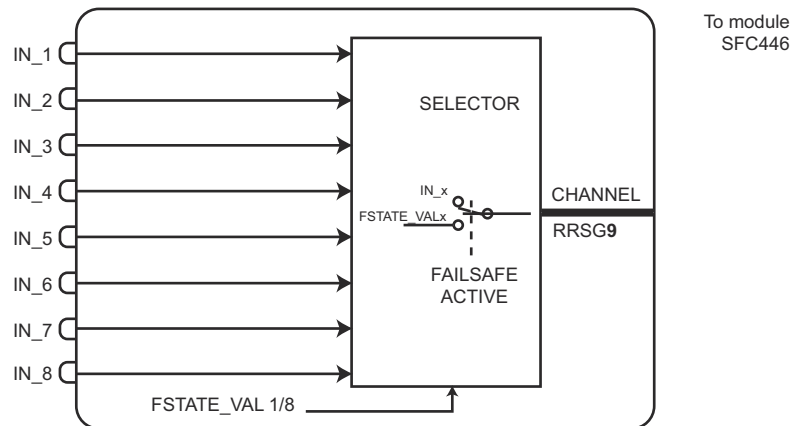 To module
SFC446
IN_1
IN_2
IN_3
IN_4
IN_5
IN_6
IN_7
IN_8
SELECTOR
IN_x
FSTATE_VALx
FAILSAFE
ACTIVE
CHANNEL
RRSG9
FSTATE_VAL 1/8